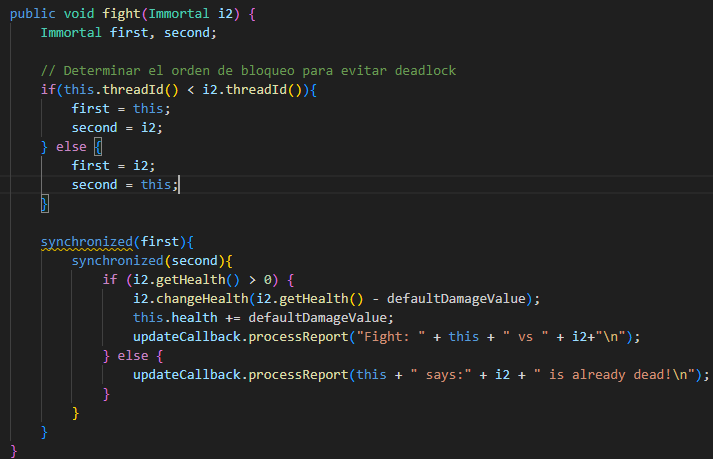 public void fight(Immortal i2) {
    Immortal first, second;

    // Determinar el orden de bloqueo para evitar deadlock
    if(this.threadId() < i2.threadId()){
        first = this;
        second = i2;
    } else {
        first = i2;
        second = this;
    }

    synchronized(first){
        synchronized(second){
            if (i2.getHealth() > 0) {
                i2.changeHealth(i2.getHealth() - defaultDamageValue);
                this.health += defaultDamageValue;
                updateCallback.processReport("Fight: " + this + " vs " + i2+"\n");
            } else {
                updateCallback.processReport(this + " says:" + i2 + " is already dead!\n");
            }
        }
    }
}